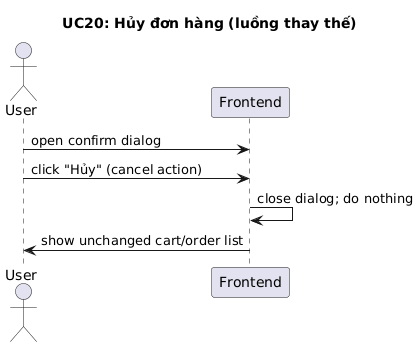 UC20: Hủy đơn hàng (luồng thay thế)
User
Frontend
open confirm dialog
click "Hủy" (cancel action)
close dialog; do nothing
show unchanged cart/order list
User
Frontend